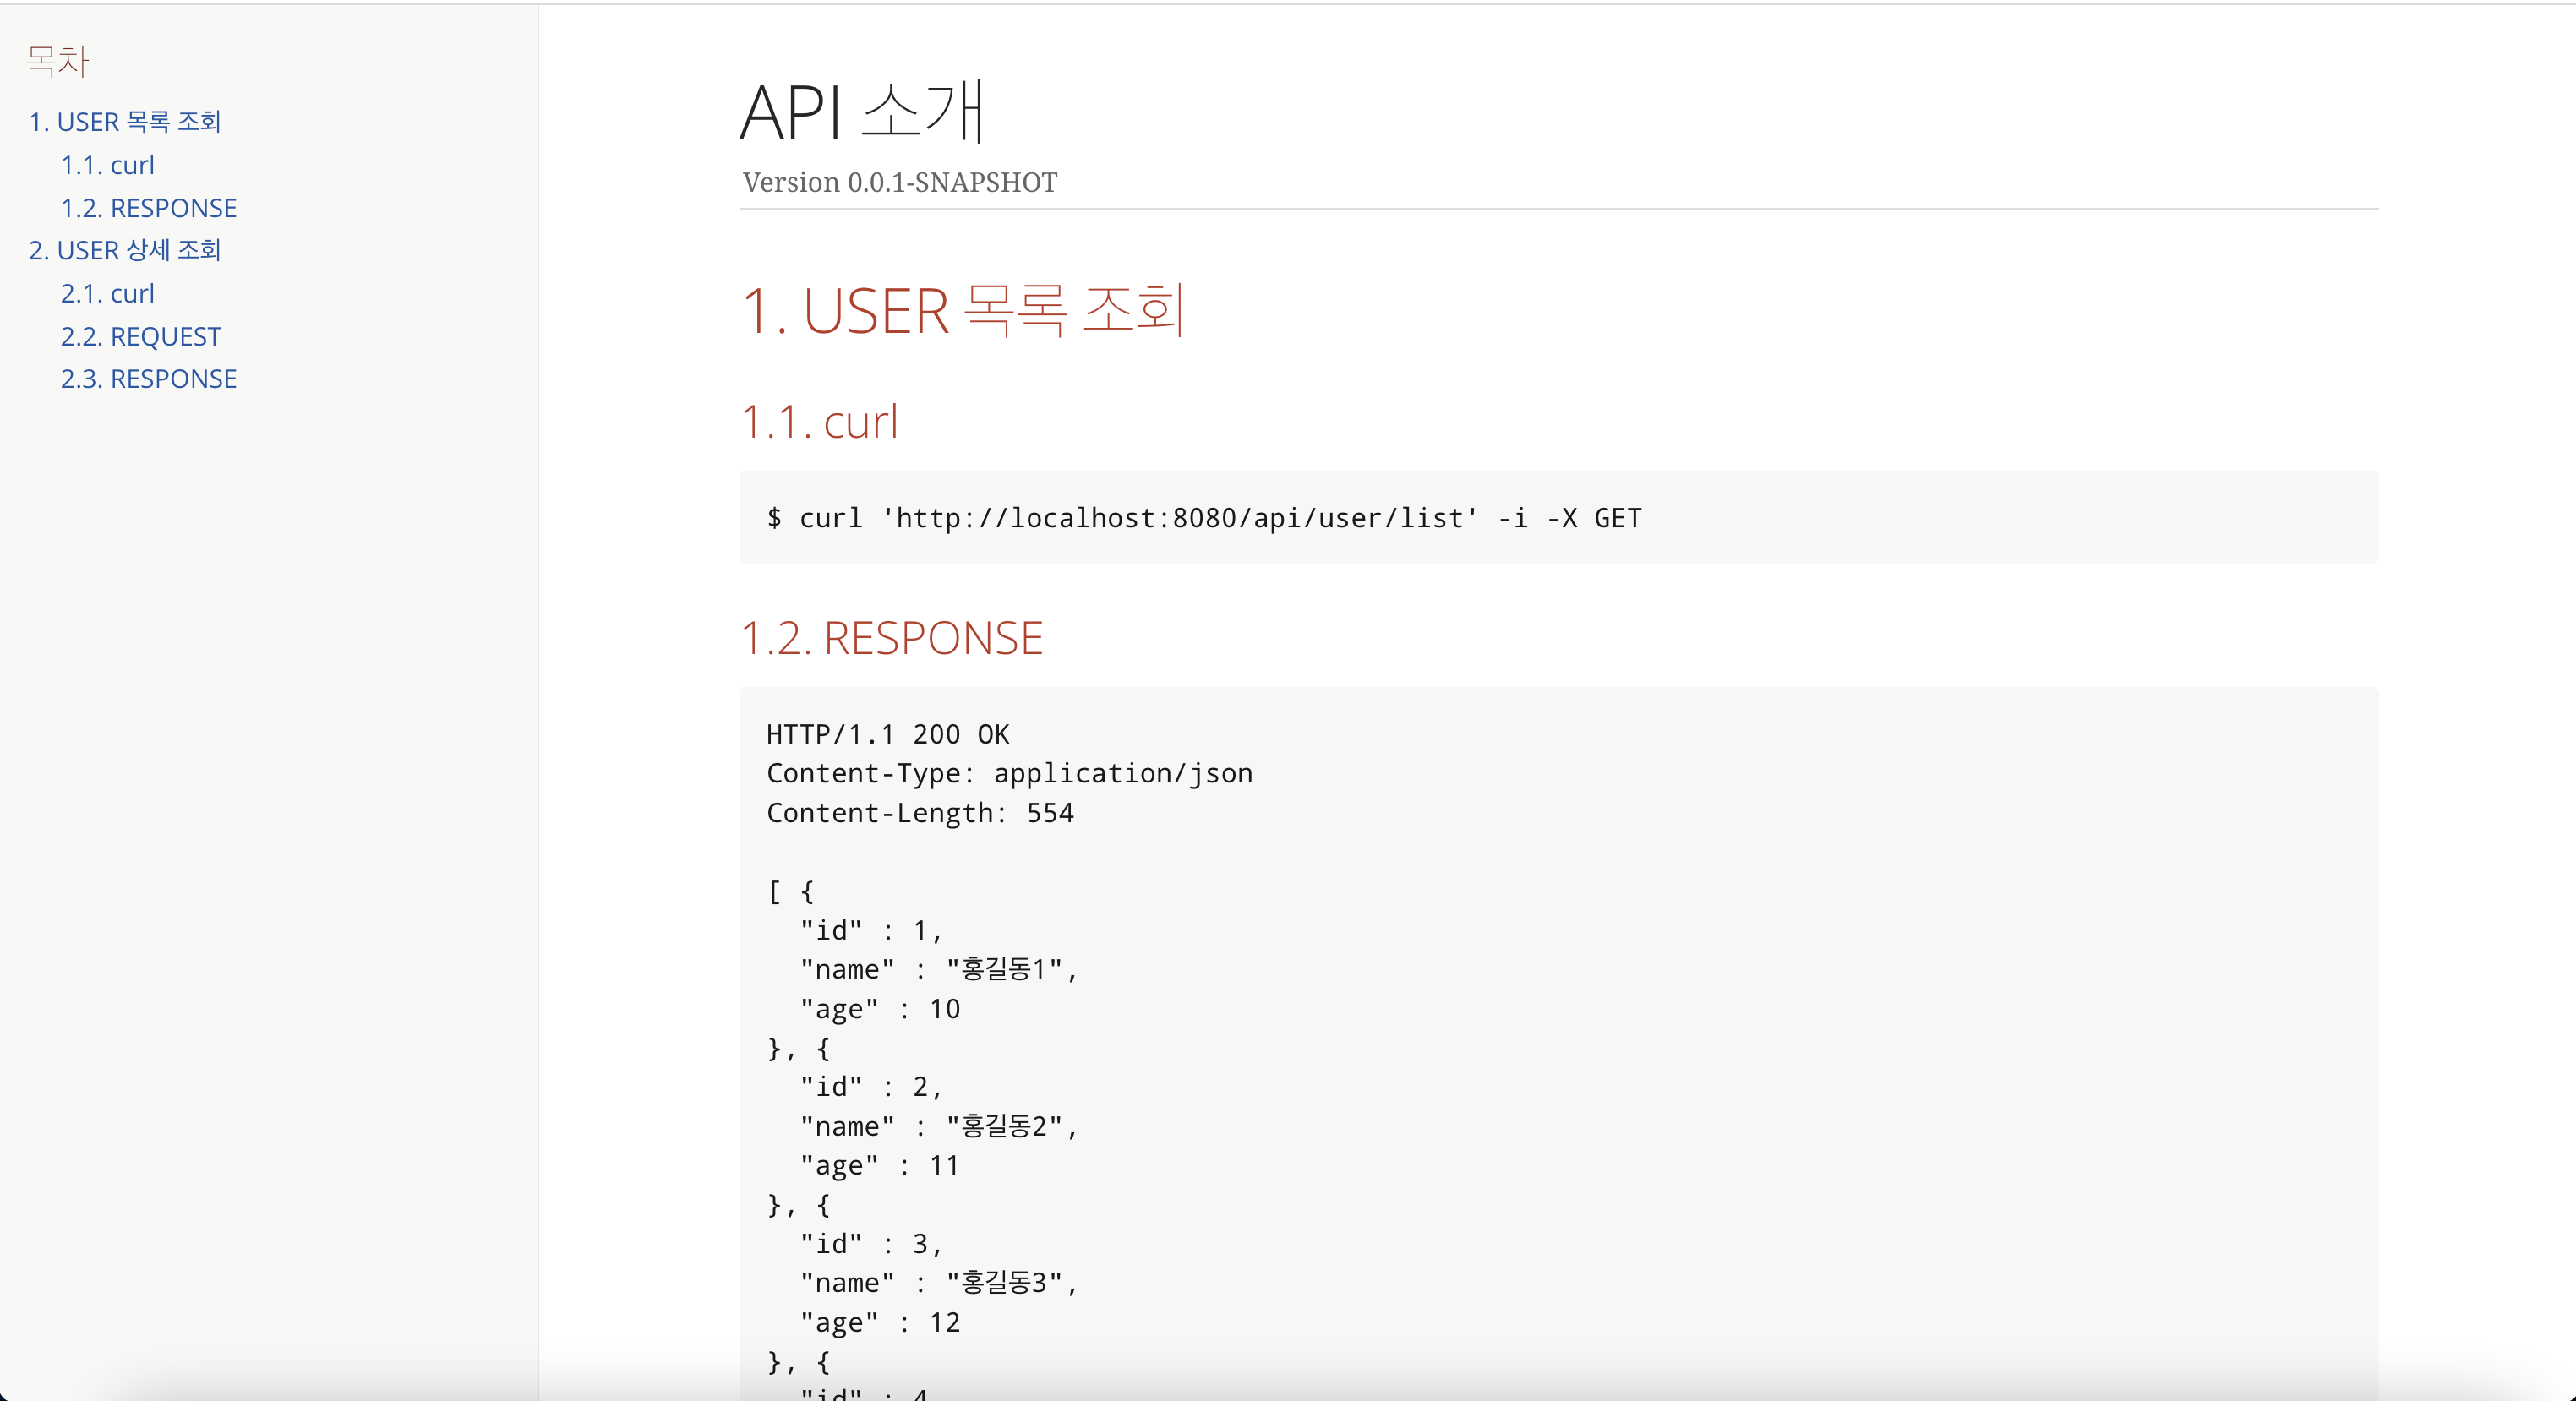 목차
1. USER 목록 조회
1.1. curl
1.2. RESPONSE
2. USER 상세 조회
2.1. curl
2.2. REQUEST
2.3. RESPONSE
API 소개
Version 0.0.1-SNAPSHOT
1. USER 목록 조회
1.1. curl
$ curl 'http://localhost:8080/api/user/list' -i -X GET
1.2. RESPONSE
HTTP/1.1 200 OK
Content-Type: application/json
Content-Length: 554
[ {
"id" : 1,
"name" : "홍길동1",
"age" : 10
}, {
"id" : 2,
"name" : "홍길동2",
"age" : 11
}, {
"id" : 3,
"name" : "홍길동3",
"age" : 12
}, {
"id" : 4